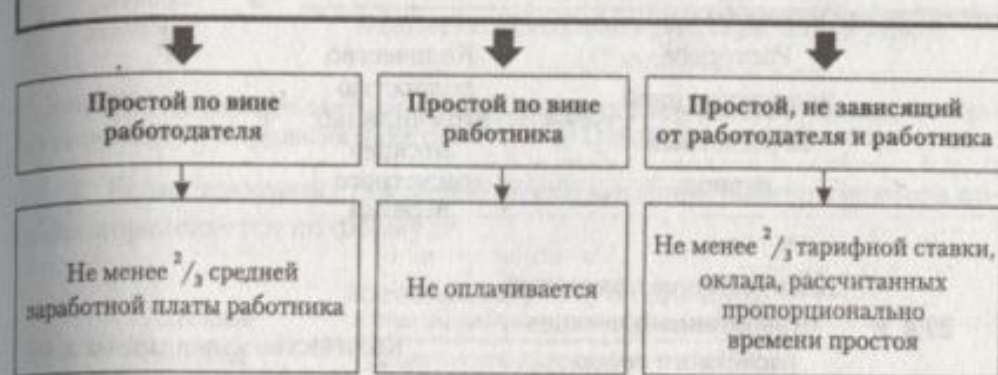 Простой по вине
работодателя
Простой по вине
работника
Простой, не зависящий
от работодателя и работника
Не менее 2/3 средней
заработной платы работника
Не оплачивается
Не менее 2/3 тарифной ставки,
оклада, рассчитанных
пропорционально
времени простоя